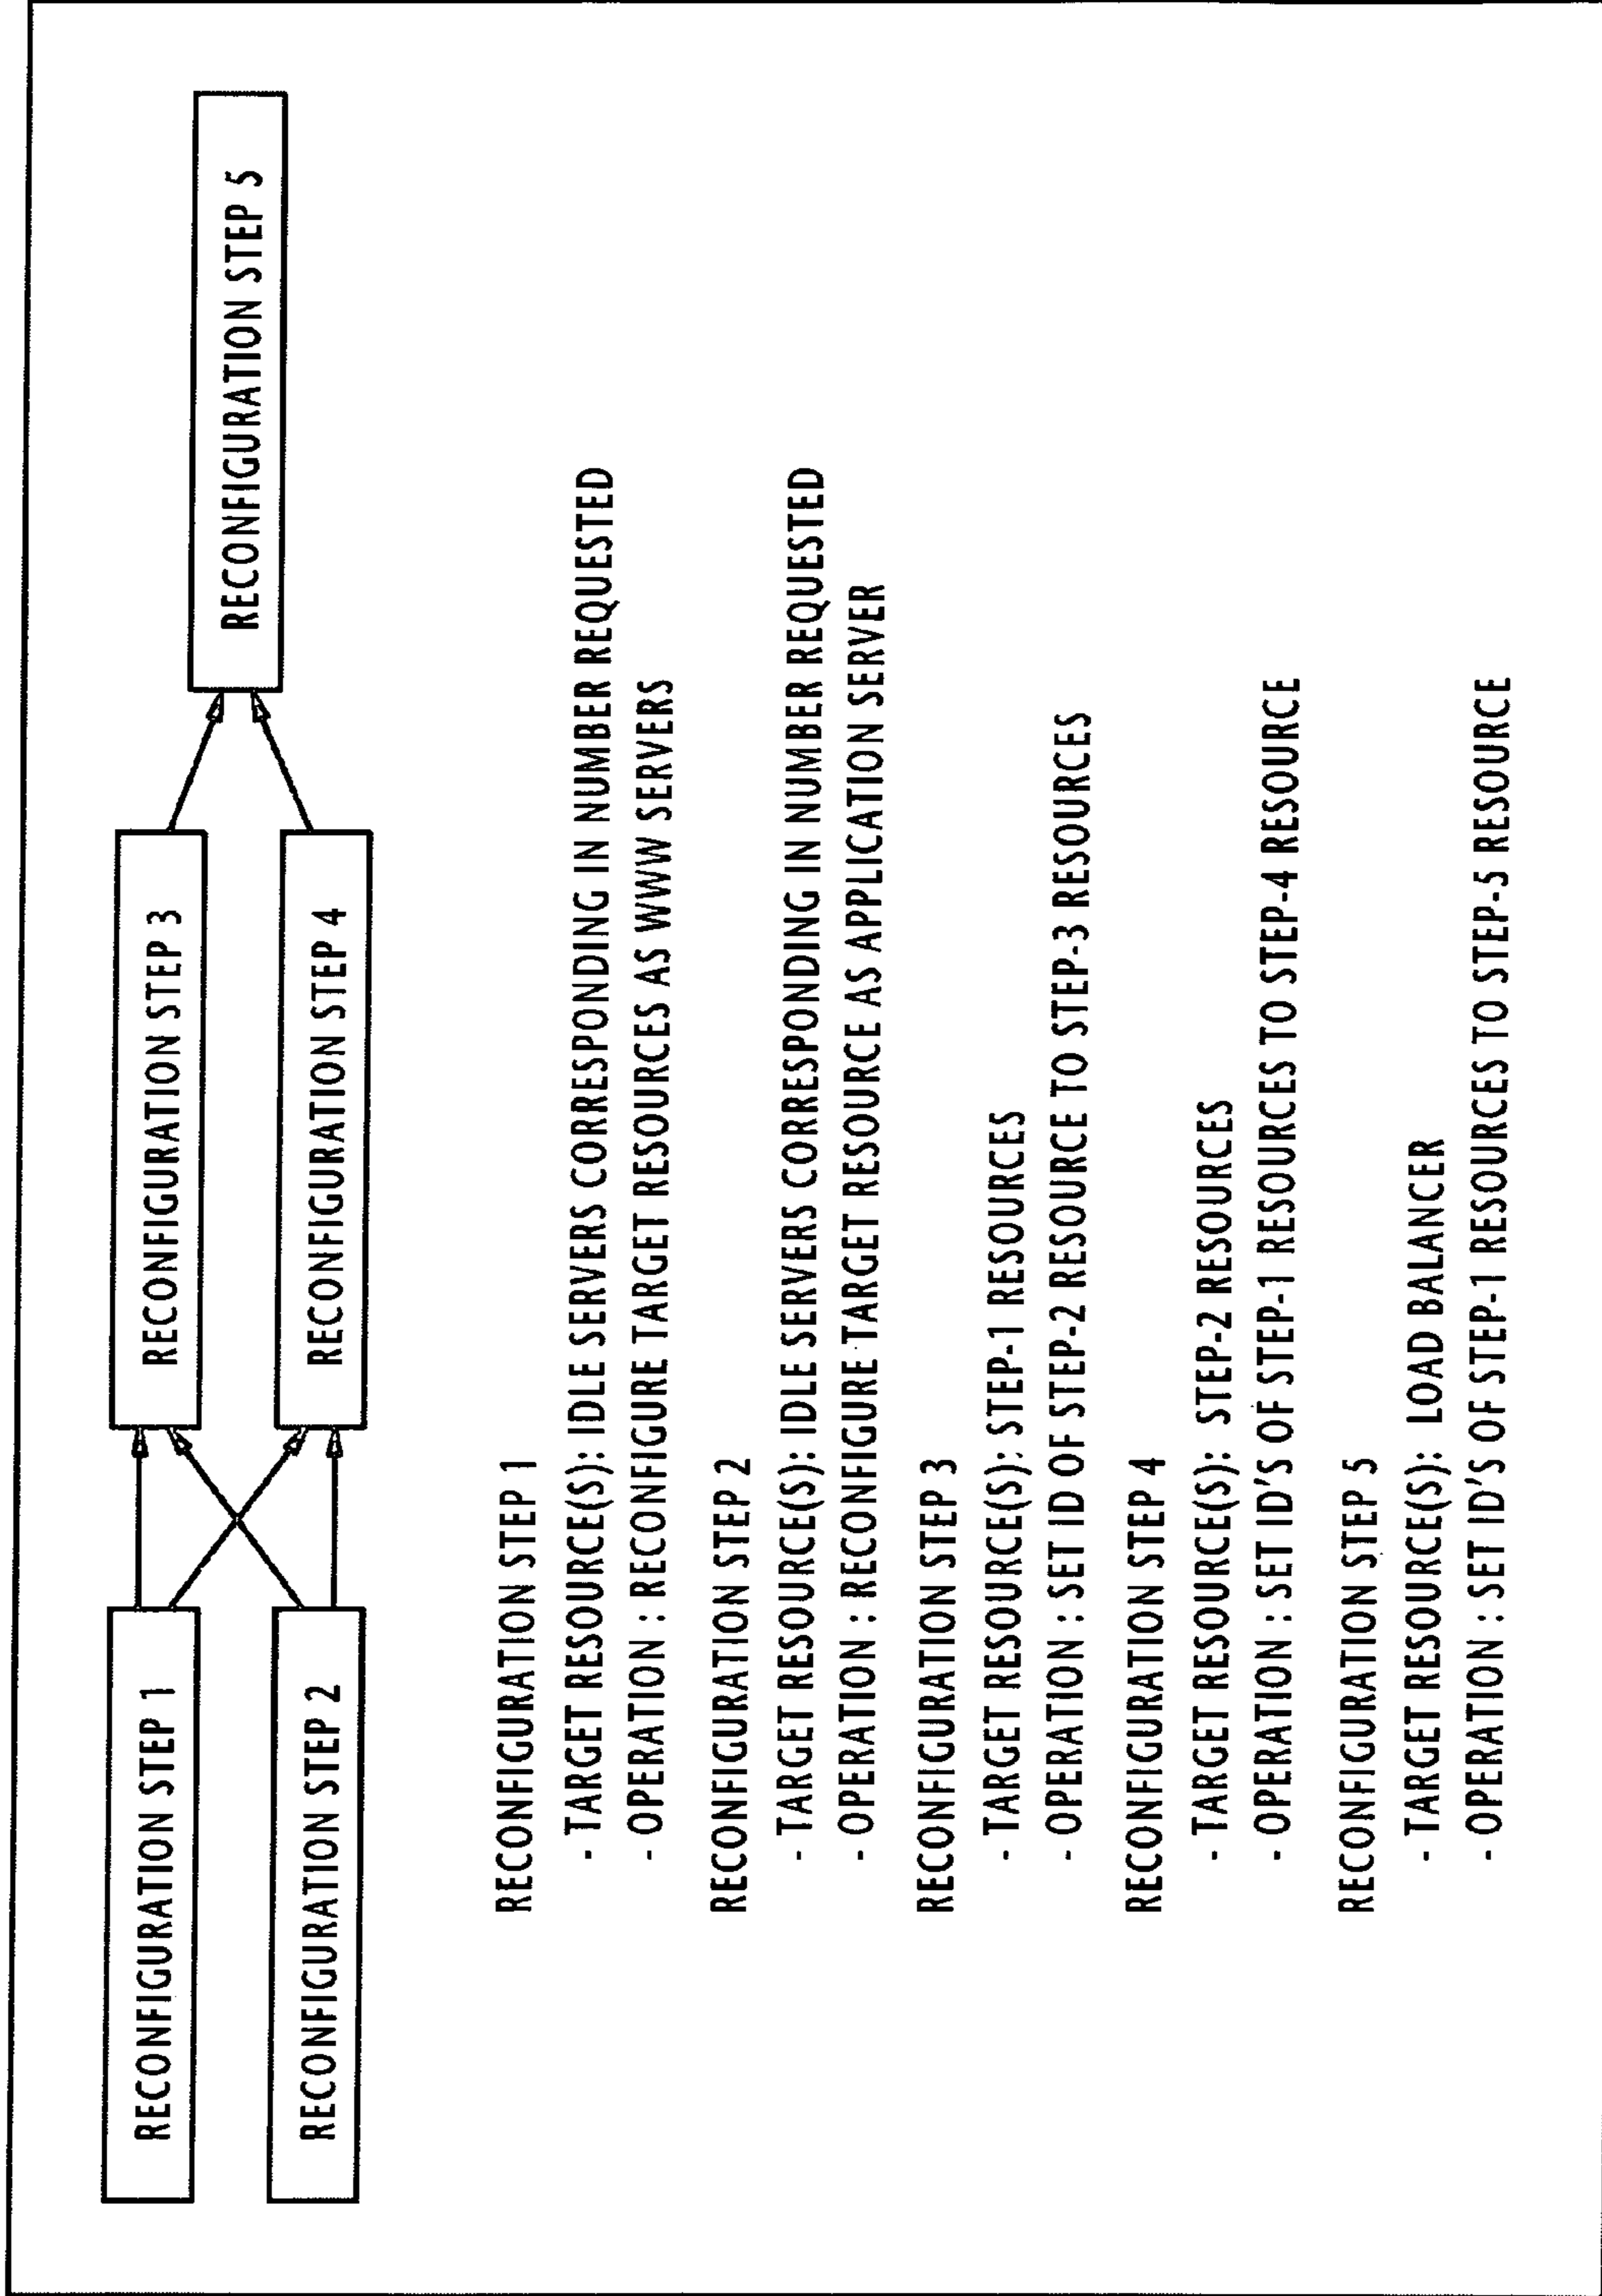 RECONFIGURATION STEP 1
RECONFIGURATION STEP 2
RECONFIGURATION STEP 3
RECONFIGURATION STEP 4
RECONFIGURATION STEP 5
RECONFIGURATION STEP 1
- TARGET RESOURCE(S): IDLE SERVERS CORRESPONDING IN NUMBER REQUESTED
- OPERATION : RECONFIGURE TARGET RESOURCES AS WWW SERVERS
RECONFIGURATION STEP 2
- TARGET RESOURCE(S): IDLE SERVERS CORRESPONDING IN NUMBER REQUESTED
- OPERATION : RECONFIGURE TARGET RESOURCE AS APPLICATION SERVER
RECONFIGURATION STEP 3
- TARGET RESOURCE(S): STEP-1 RESOURCES
- OPERATION : SET ID OF STEP-2 RESOURCE TO STEP-3 RESOURCES
RECONFIGURATION STEP 4
- TARGET RESOURCE(S): STEP-2 RESOURCES
- OPERATION : SET ID'S OF STEP-1 RESOURCES TO STEP-4 RESOURCE
RECONFIGURATION STEP 5
- TARGET RESOURCE(S): LOAD BALANCER
- OPERATION : SET ID'S OF STEP-1 RESOURCES TO STEP-5 RESOURCE